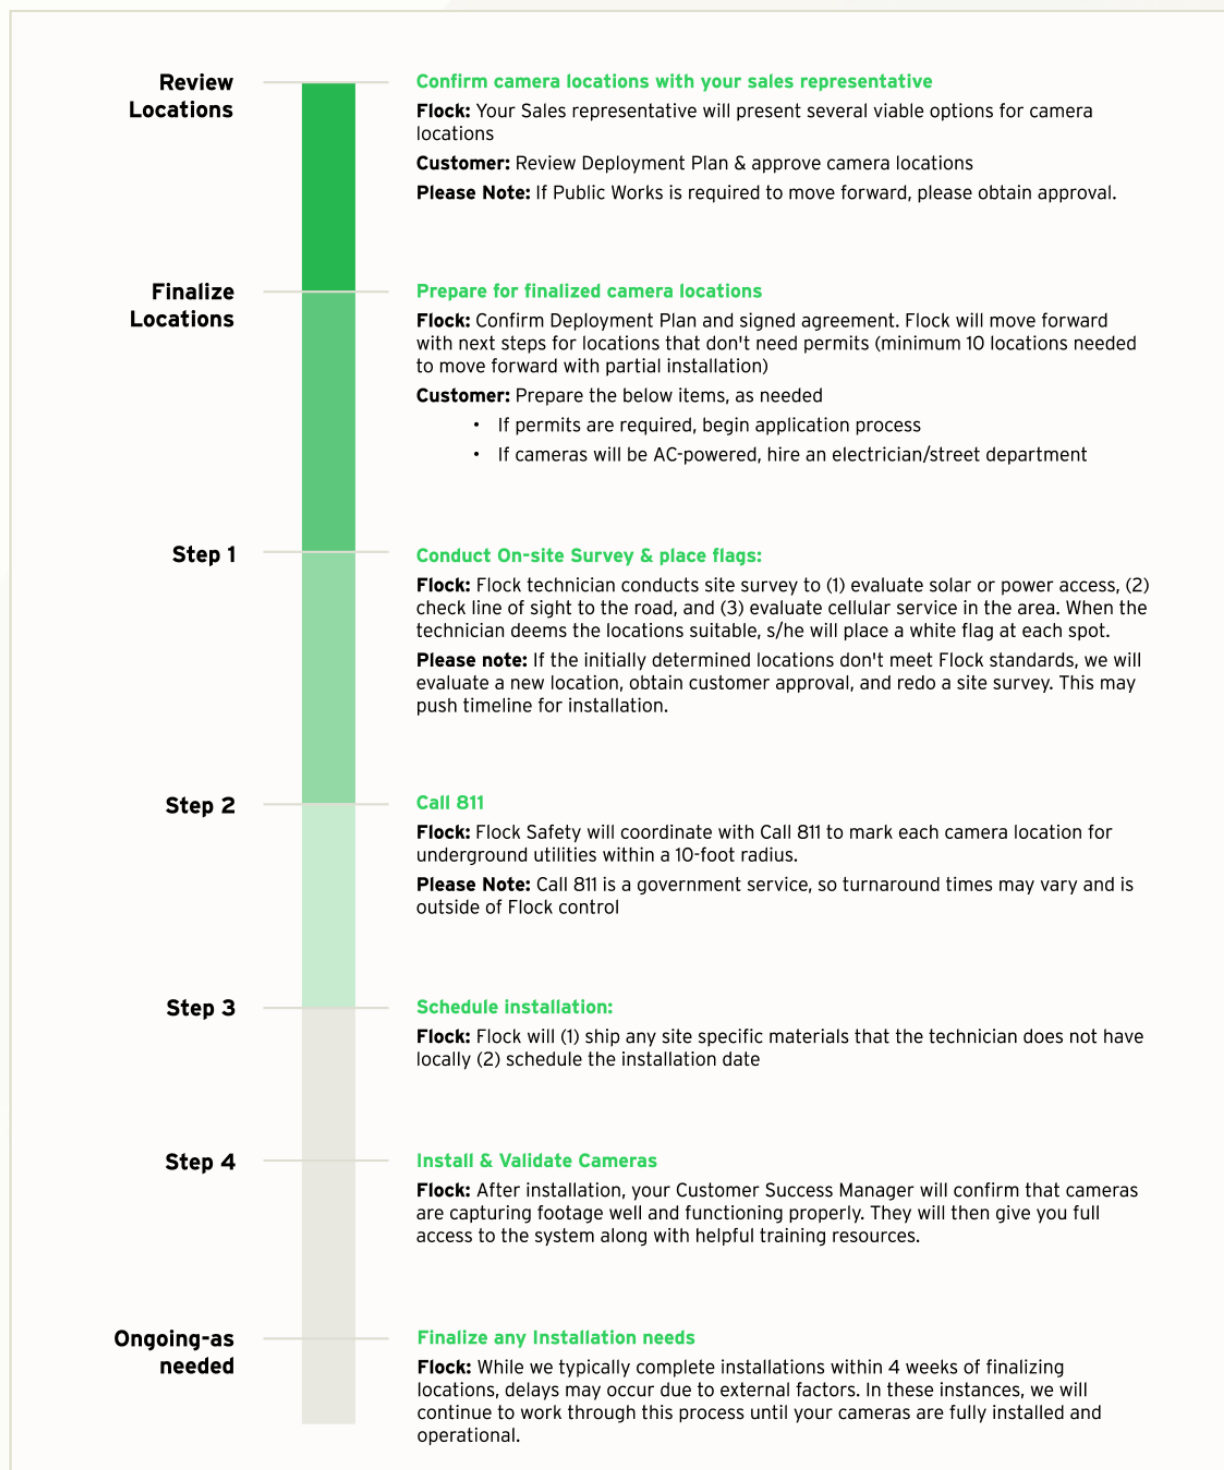 Review
Locations
Confirm camera locations with your sales representative
Flock: Your Sales representative will present several viable options for camera
locations
Customer: Review Deployment Plan & approve camera locations
Please Note: If Public Works is required to move forward, please obtain approval.
Finalize
Locations
Prepare for finalized camera locations
Flock: Confirm Deployment Plan and signed agreement. Flock will move forward
with next steps for locations that don't need permits (minimum 10 locations needed
to move forward with partial installation)
Customer: Prepare the below items, as needed
• If permits are required, begin application process
• If cameras will be AC-powered, hire an electrician/street department
Step 1
Conduct On-site Survey & place flags:
Flock: Flock technician conducts site survey to (1) evaluate solar or power access, (2)
check line of sight to the road, and (3) evaluate cellular service in the area. When the
technician deems the locations suitable, s/he will place a white flag at each spot.
Please note: If the initially determined locations don't meet Flock standards, we will
evaluate a new location, obtain customer approval, and redo a site survey. This may
push timeline for installation.
Step 2
Call 811
Flock: Flock Safety will coordinate with Call 811 to mark each camera location for
underground utilities within a 10-foot radius.
Please Note: Call 811 is a government service, so turnaround times may vary and is
outside of Flock control
Step 3
Schedule installation:
Flock: Flock will (1) ship any site specific materials that the technician does not have
locally (2) schedule the installation date
Step 4
Install & Validate Cameras
Flock: After installation, your Customer Success Manager will confirm that cameras
are capturing footage well and functioning properly. They will then give you full
access to the system along with helpful training resources.
Ongoing-as
needed
Finalize any Installation needs
Flock: While we typically complete installations within 4 weeks of finalizing
locations, delays may occur due to external factors. In these instances, we will
continue to work through this process until your cameras are fully installed and
operational.